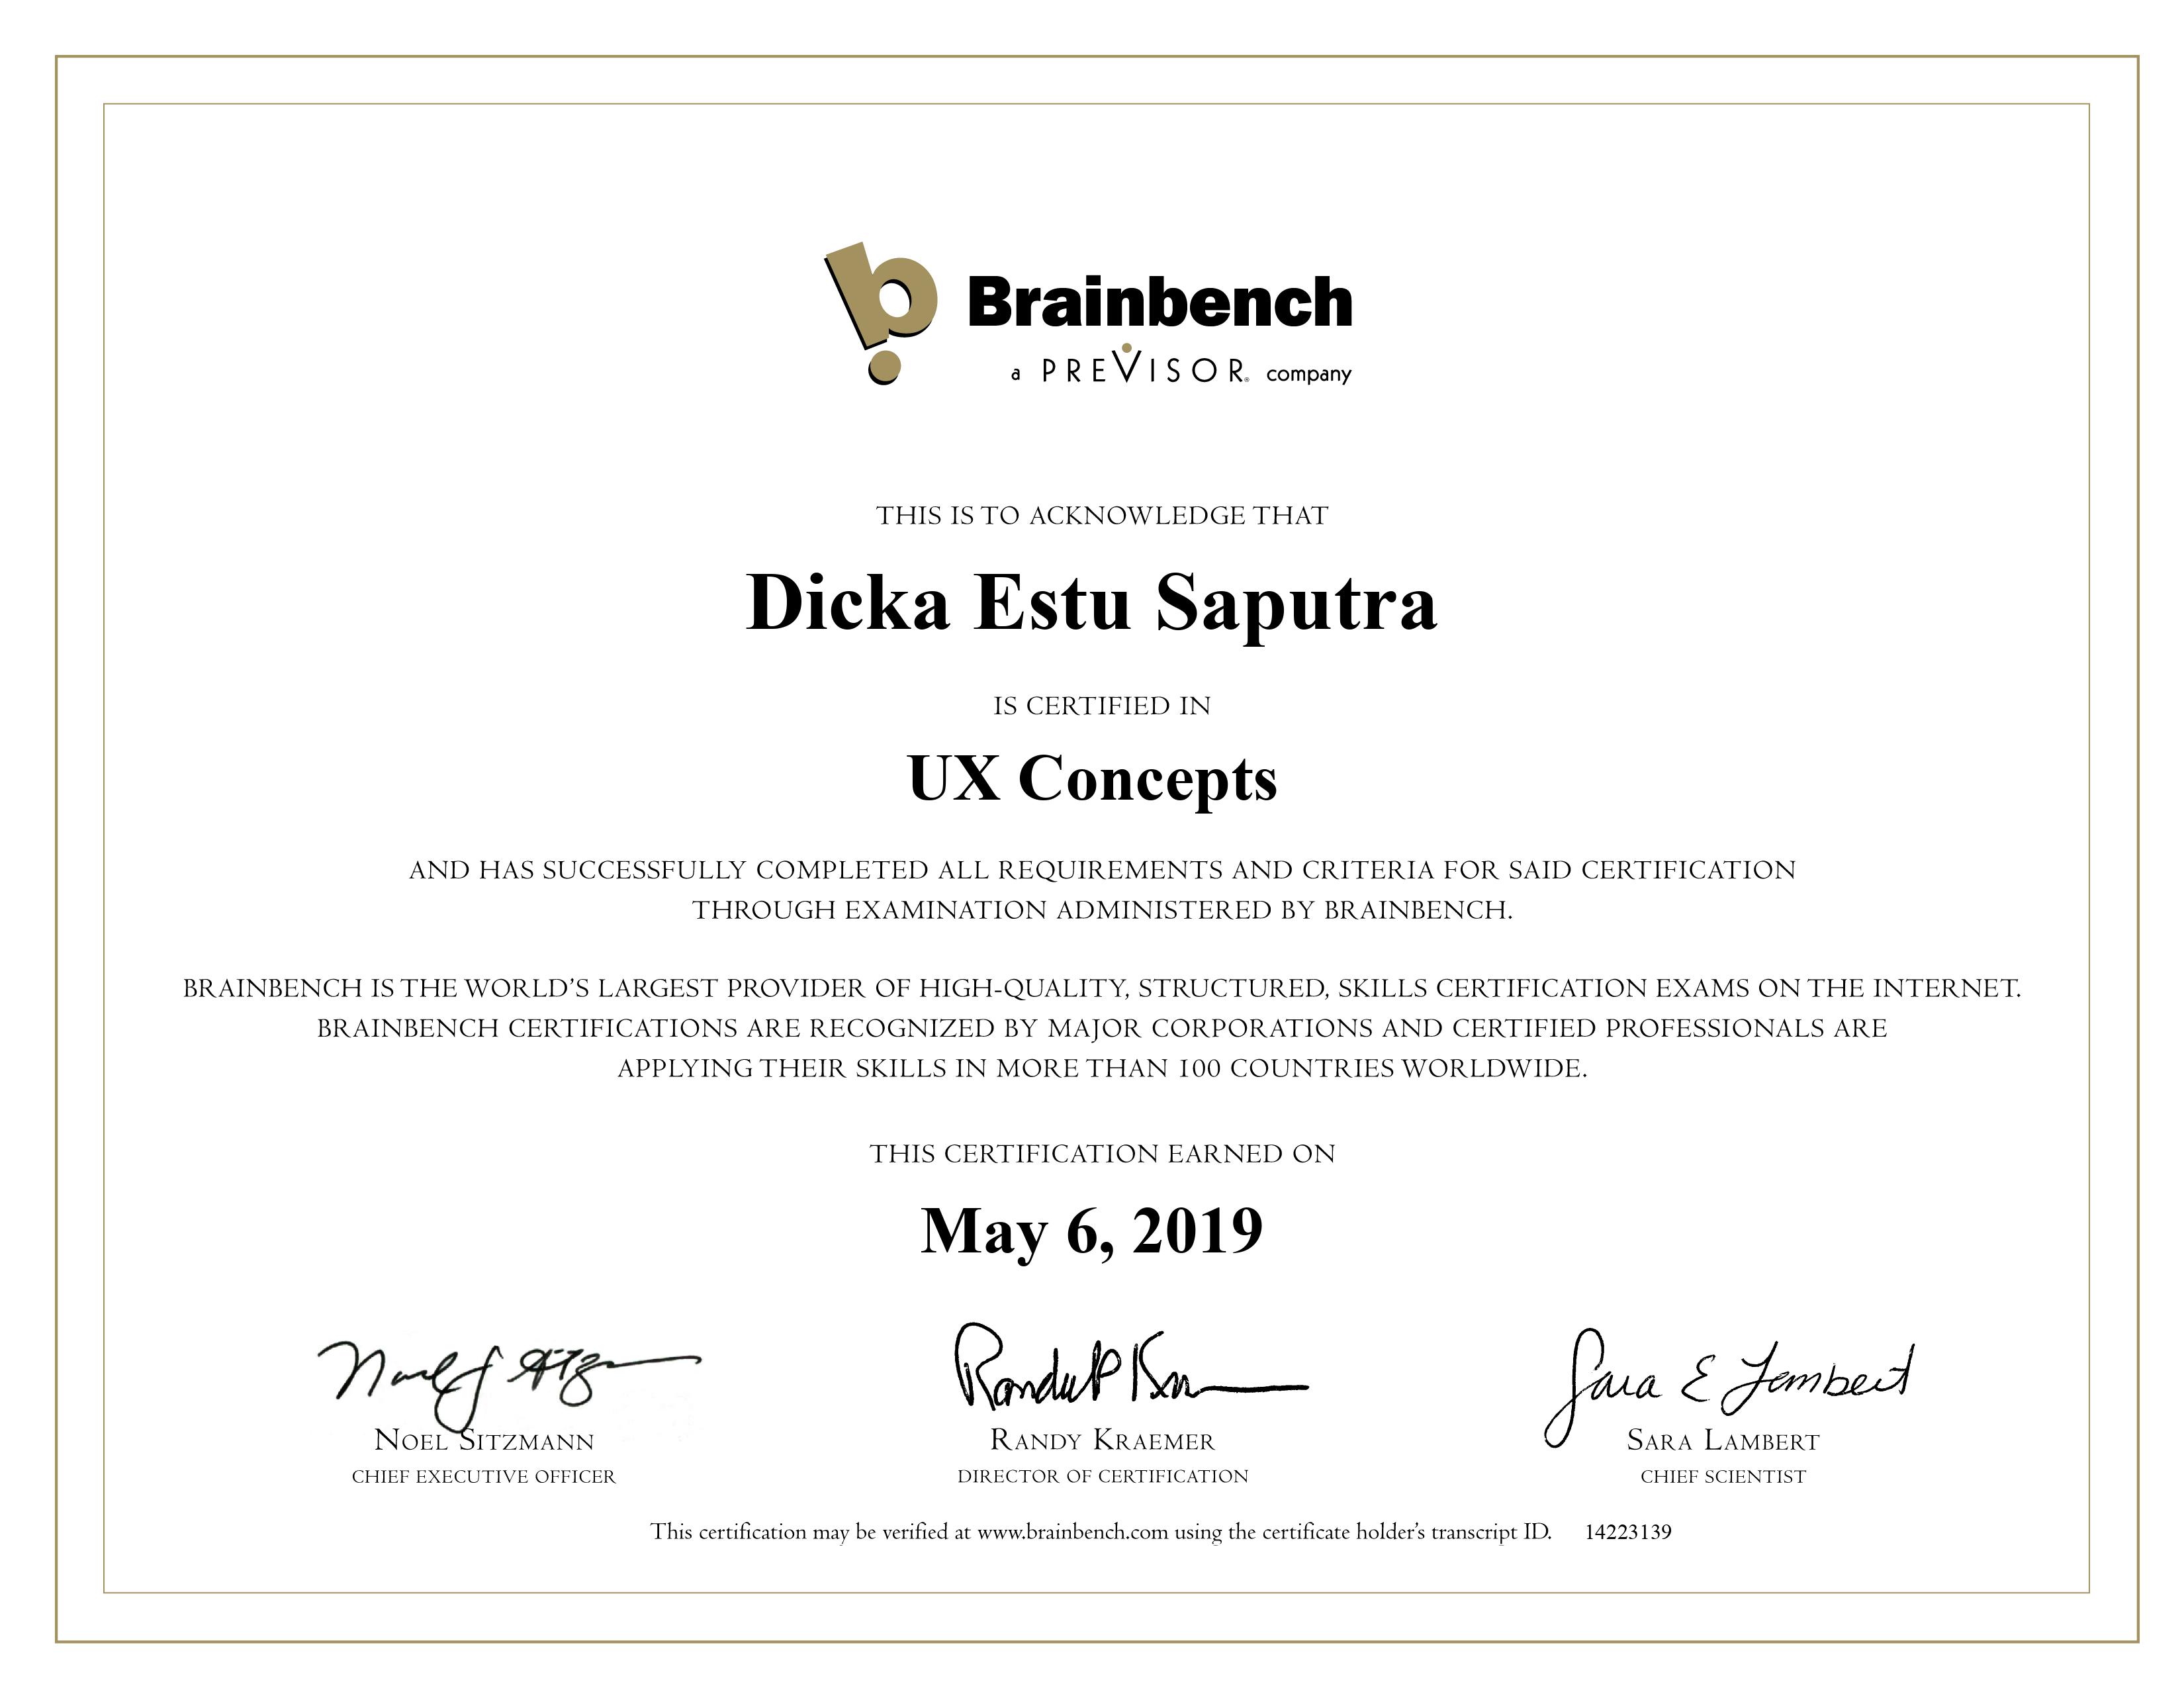 Brainbench
a PREVISOR® company
THIS IS TO ACKNOWLEDGE THAT
Dicka Estu Saputra
IS CERTIFIED IN
UX Concepts
AND HAS SUCCESSFULLY COMPLETED ALL REQUIREMENTS AND CRITERIA FOR SAID CERTIFICATION
THROUGH EXAMINATION ADMINISTERED BY BRAINBENCH.
BRAINBENCH IS THE WORLD'S LARGEST PROVIDER OF HIGH-QUALITY, STRUCTURED, SKILLS CERTIFICATION EXAMS ON THE INTERNET.
BRAINBENCH CERTIFICATIONS ARE RECOGNIZED BY MAJOR CORPORATIONS AND CERTIFIED PROFESSIONALS ARE
APPLYING THEIR SKILLS IN MORE THAN 100 COUNTRIES WORLDWIDE.
THIS CERTIFICATION EARNED ON
May 6, 2019
Sara E Lambert
NOEL SITZMANN RANDY KRAEMER SARA LAMBERT
CHIEF EXECUTIVE OFFICER DIRECTOR OF CERTIFICATION CHIEF SCIENTIST
This certification may be verified at www.brainbench.com using the certificate holder's transcript ID. 14223139